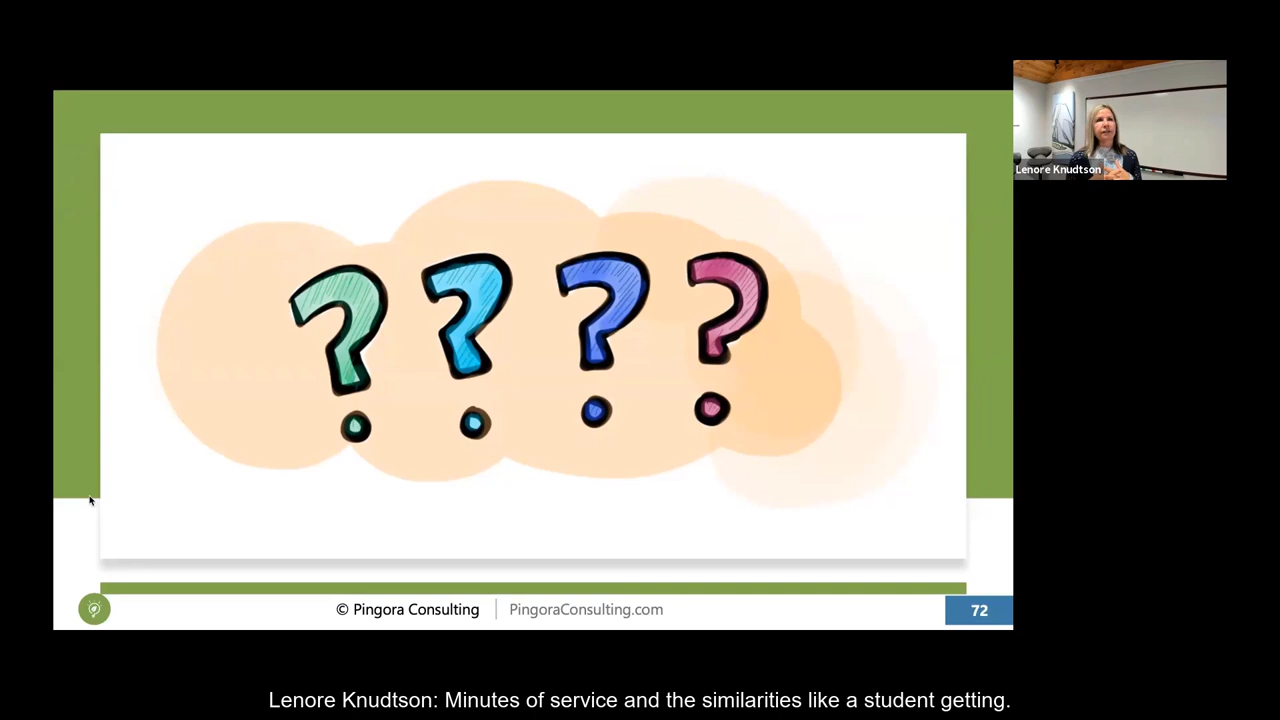 ? ? ? ?
Lenore Knudtson
© Pingora Consulting | PingoraConsulting.com
72
Lenore Knudtson: Minutes of service and the similarities like a student getting.